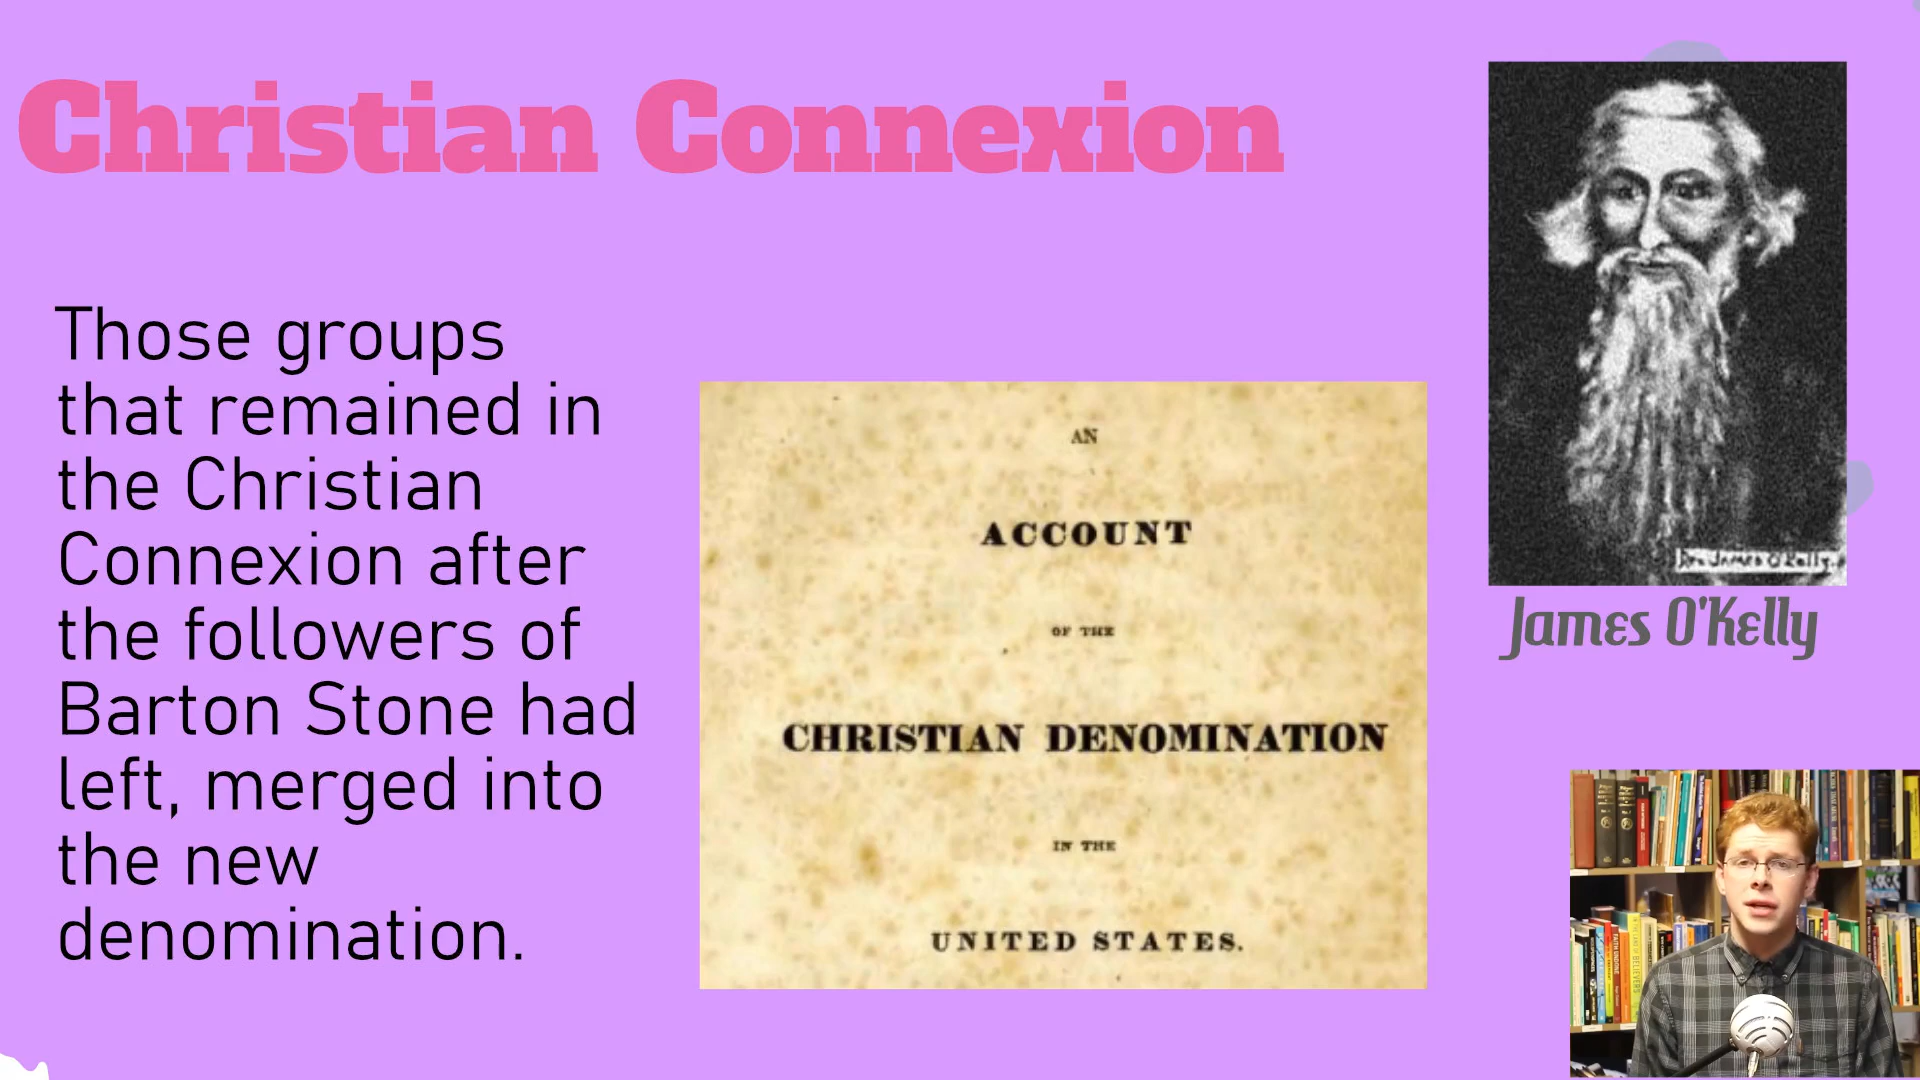 Christian Connexion
Those groups
that remained in
the Christian
Connexion after
the followers of
Barton Stone had
left, merged into
the new
denomination.
AN
ACCOUNT
OF THE
CHRISTIAN DENOMINATION
IN THE
UNITED STATES.
James O'Kelly